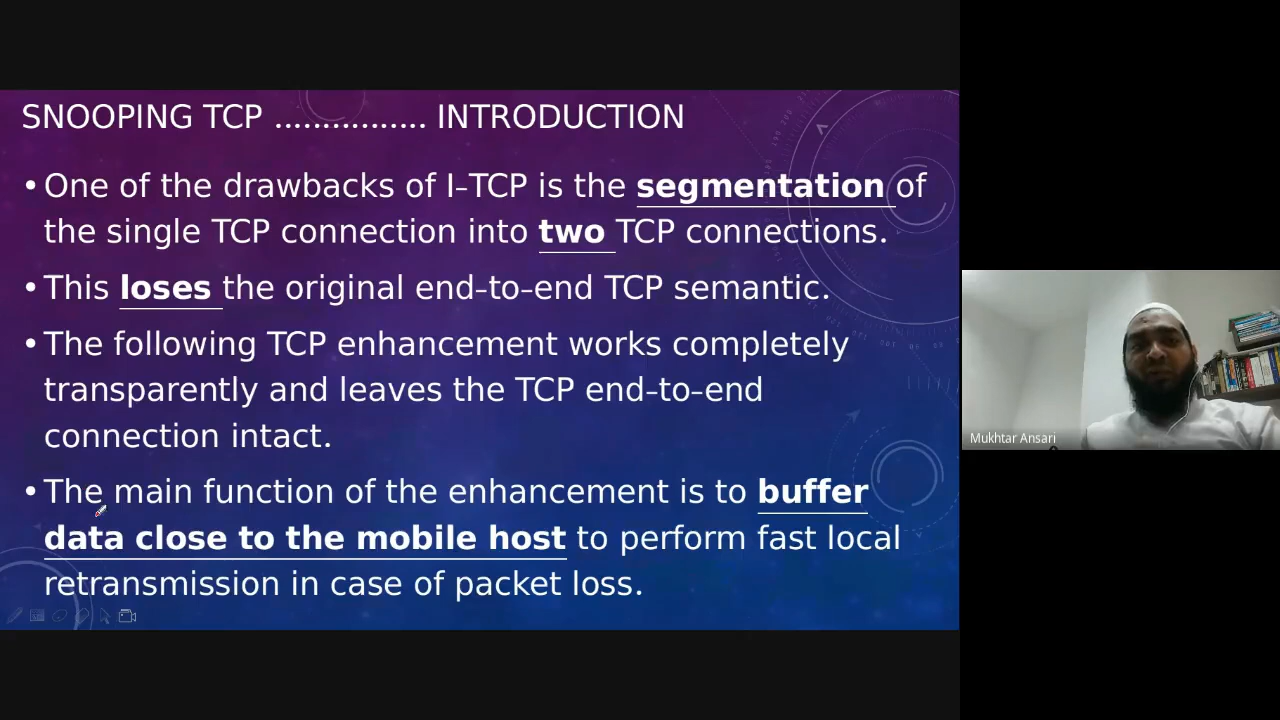 SNOOPING TCP ................ INTRODUCTION
• One of the drawbacks of I–TCP is the segmentation of
the single TCP connection into two TCP connections.
• This loses the original end–to–end TCP semantic.
• The following TCP enhancement works completely
transparently and leaves the TCP end–to–end
connection intact.
• The main function of the enhancement is to buffer
data close to the mobile host to perform fast local
retransmission in case of packet loss.
Mukhtar Ansari